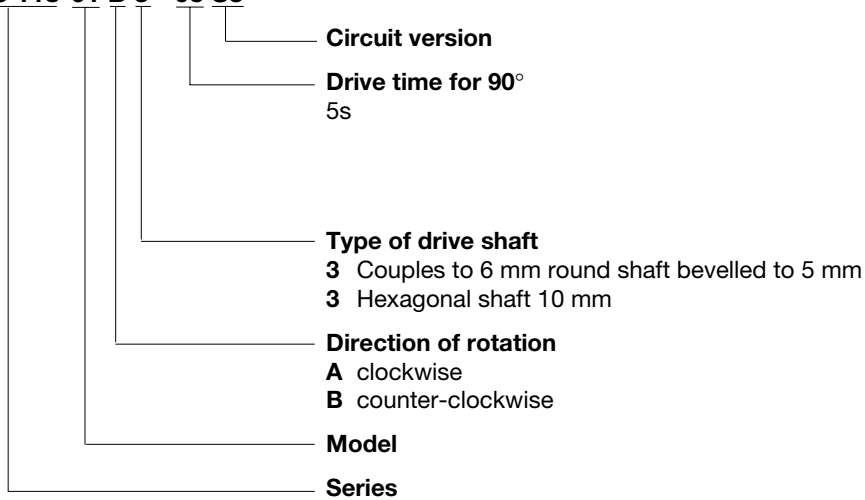 Circuit version
Drive time for 90°
5s
Type of drive shaft
3 Couples to 6 mm round shaft bevelled to 5 mm
3 Hexagonal shaft 10 mm
Direction of rotation
A clockwise
B counter-clockwise
Model
Series